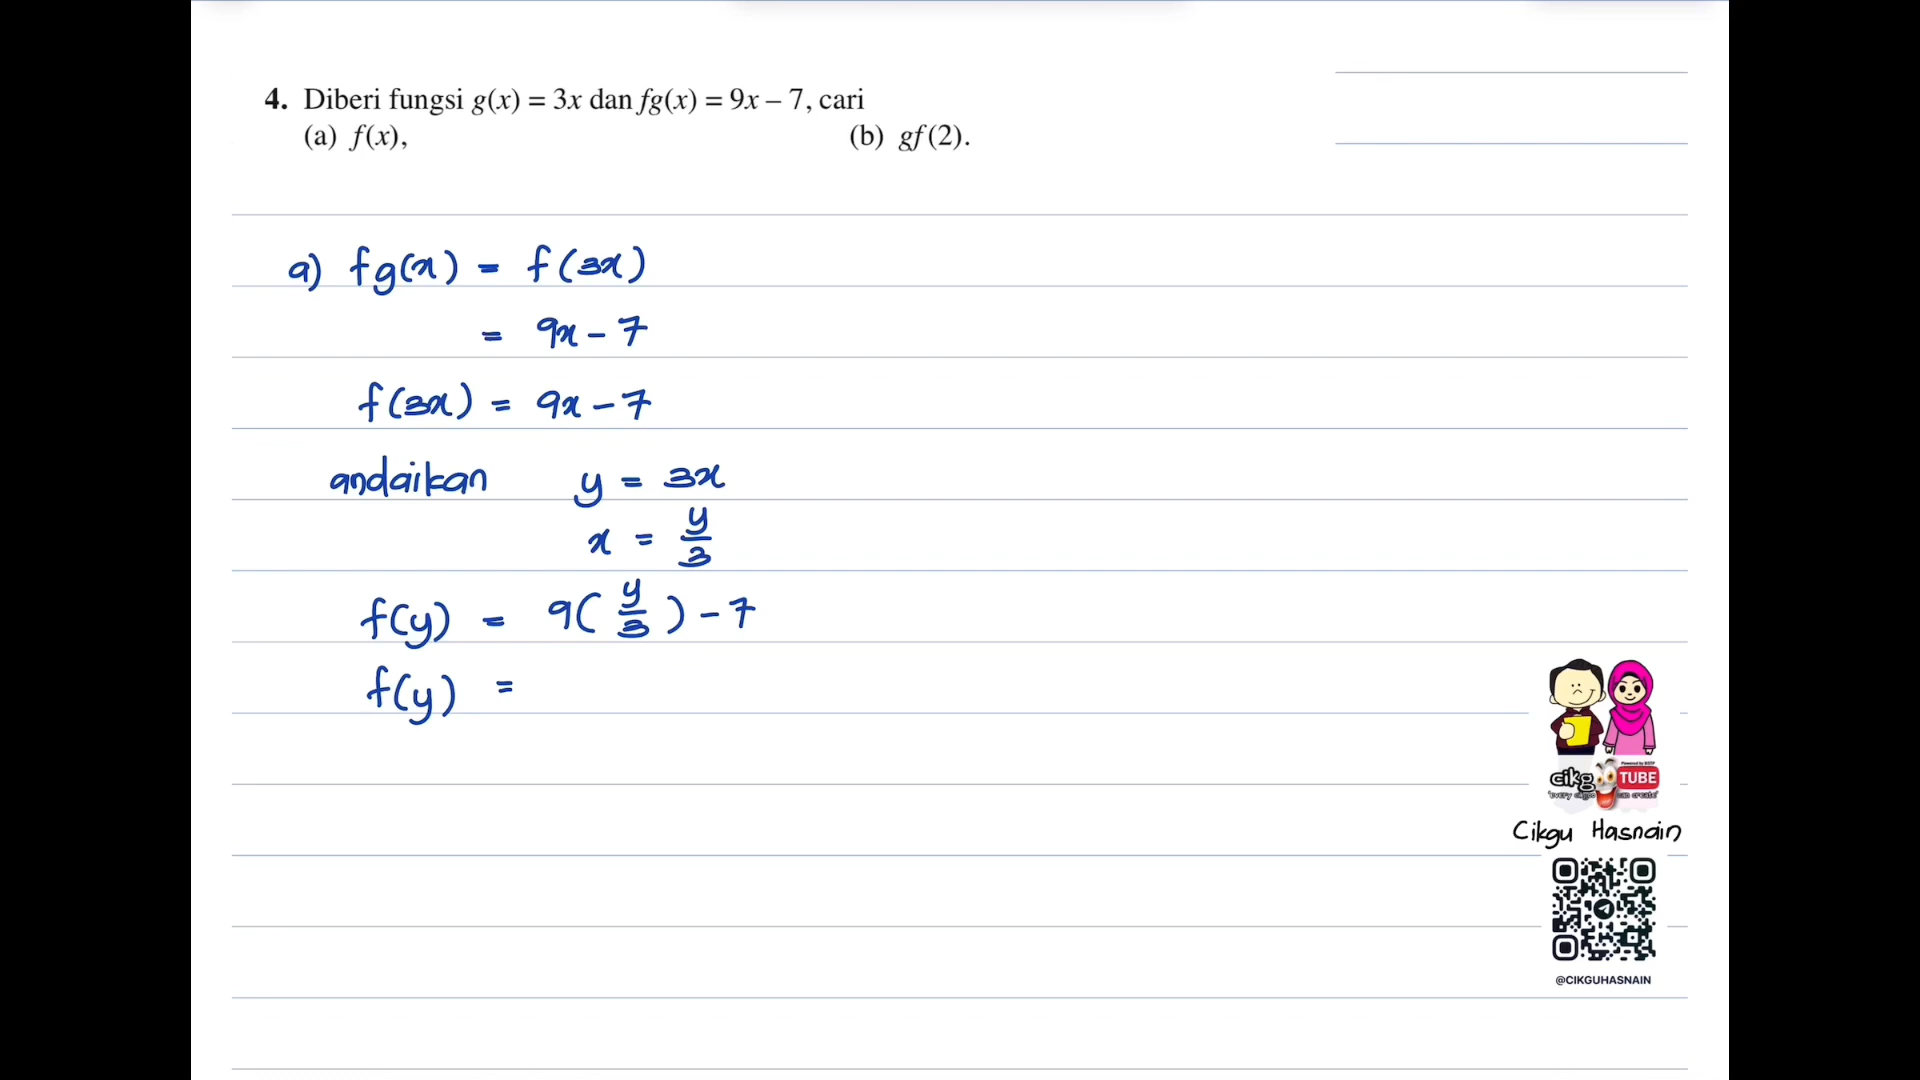 4. Diberi fungsi g(x) = 3x dan fg(x) = 9x – 7, cari
(a) f(x), (b) gf(2).
a) fg(x) = f(3x)
= 9x – 7
f(3x) = 9x – 7
andaikan y = 3x
x = y/3
f(y) = 9(y/3) – 7
f(y) =
cikgu TUBE
Cikgu Hasnain
@CIKGUHASNAIN